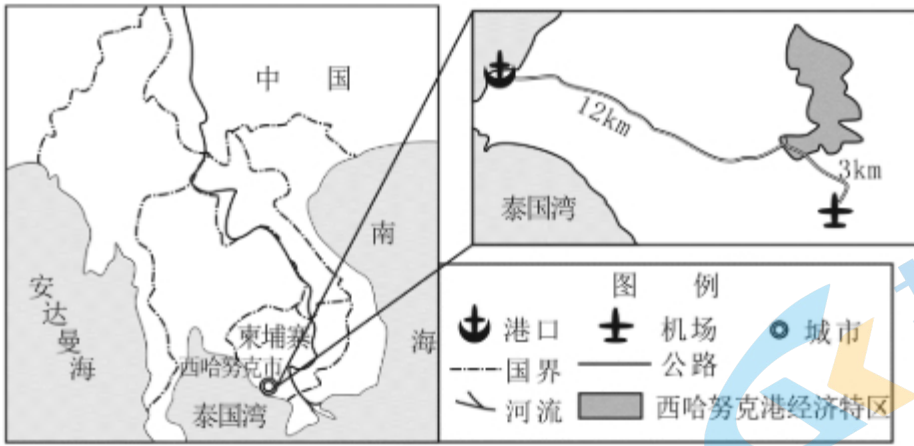 中 国
南
海
安达曼海
柬埔寨
西哈努克市
泰国湾
12km
3km
泰国湾
图 例
港口
机场
城市
国界
公路
河流
西哈努克港经济特区